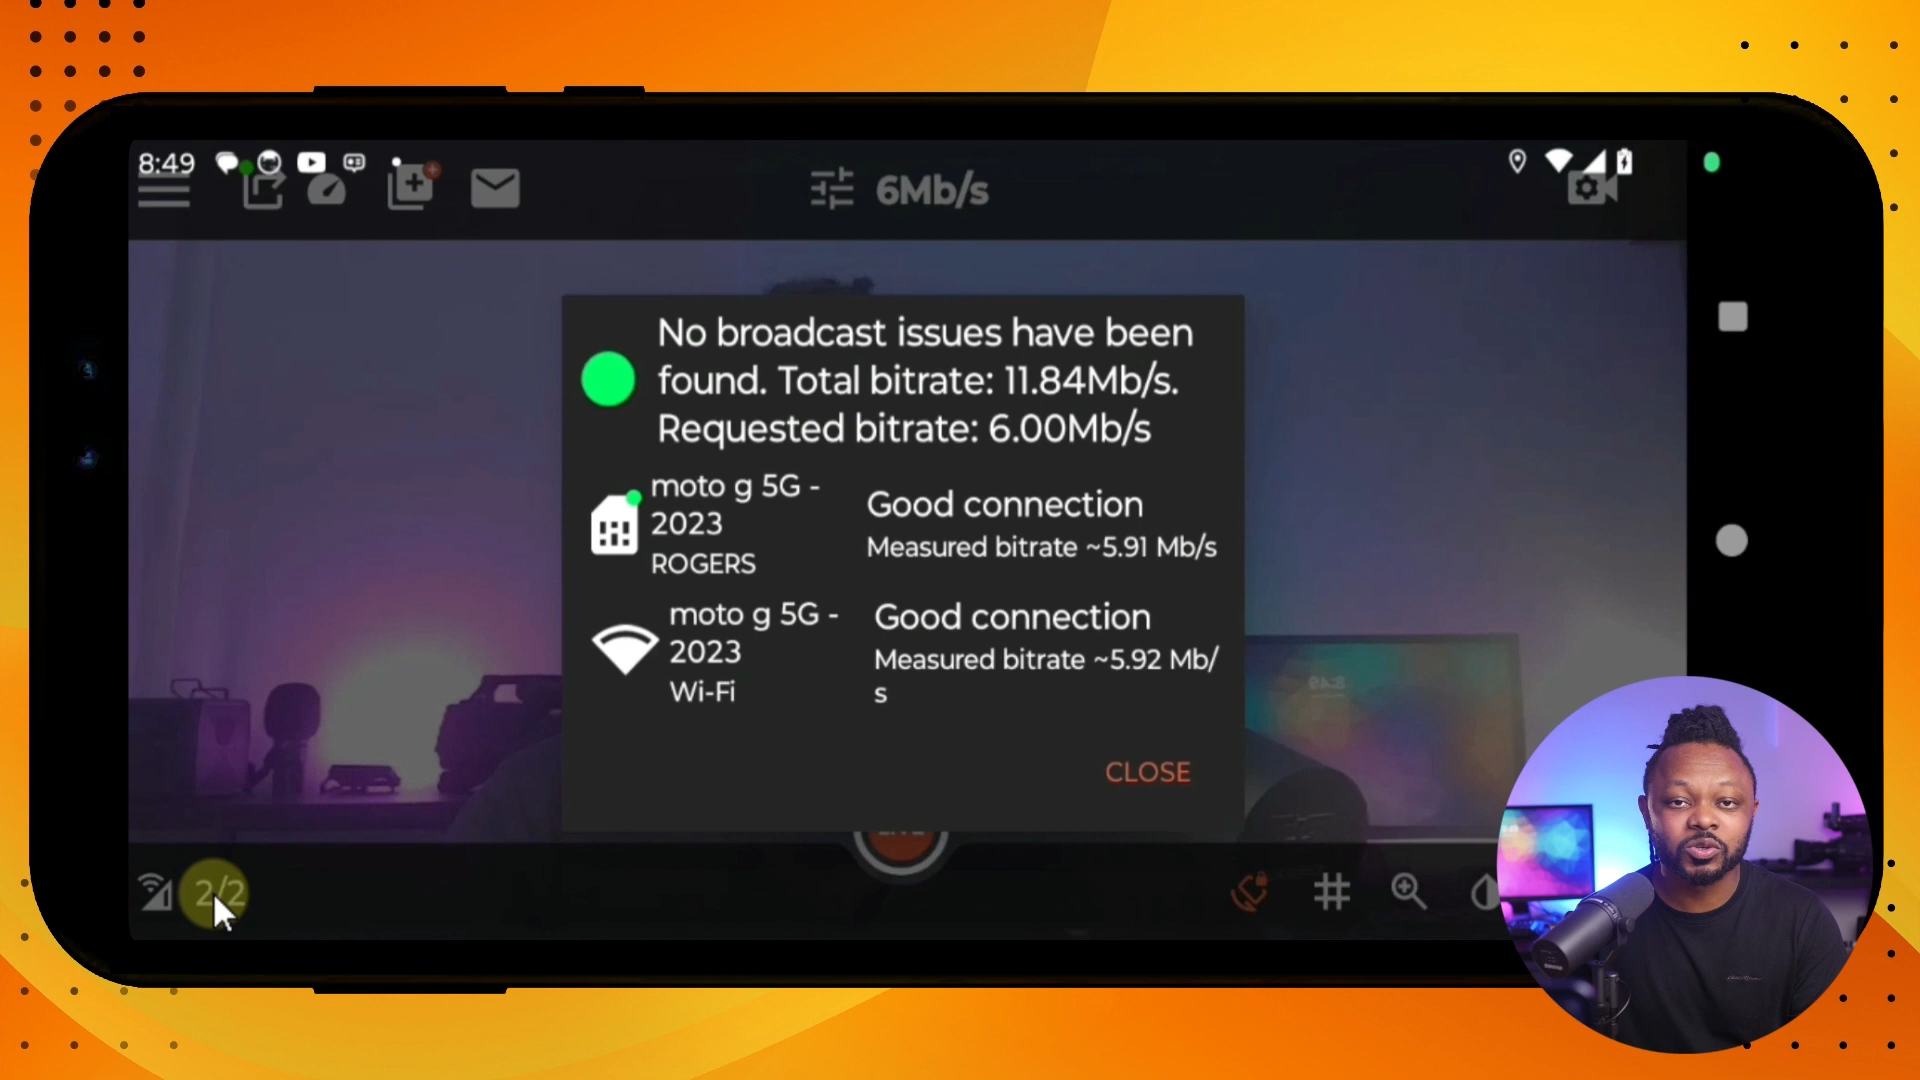 8:49
6Mb/s
No broadcast issues have been
found. Total bitrate: 11.84Mb/s.
Requested bitrate: 6.00Mb/s
moto g 5G -
2023
ROGERS
Good connection
Measured bitrate ~5.91 Mb/s
moto g 5G -
2023
Wi-Fi
Good connection
Measured bitrate ~5.92 Mb/
s
CLOSE
LIVE
2/2